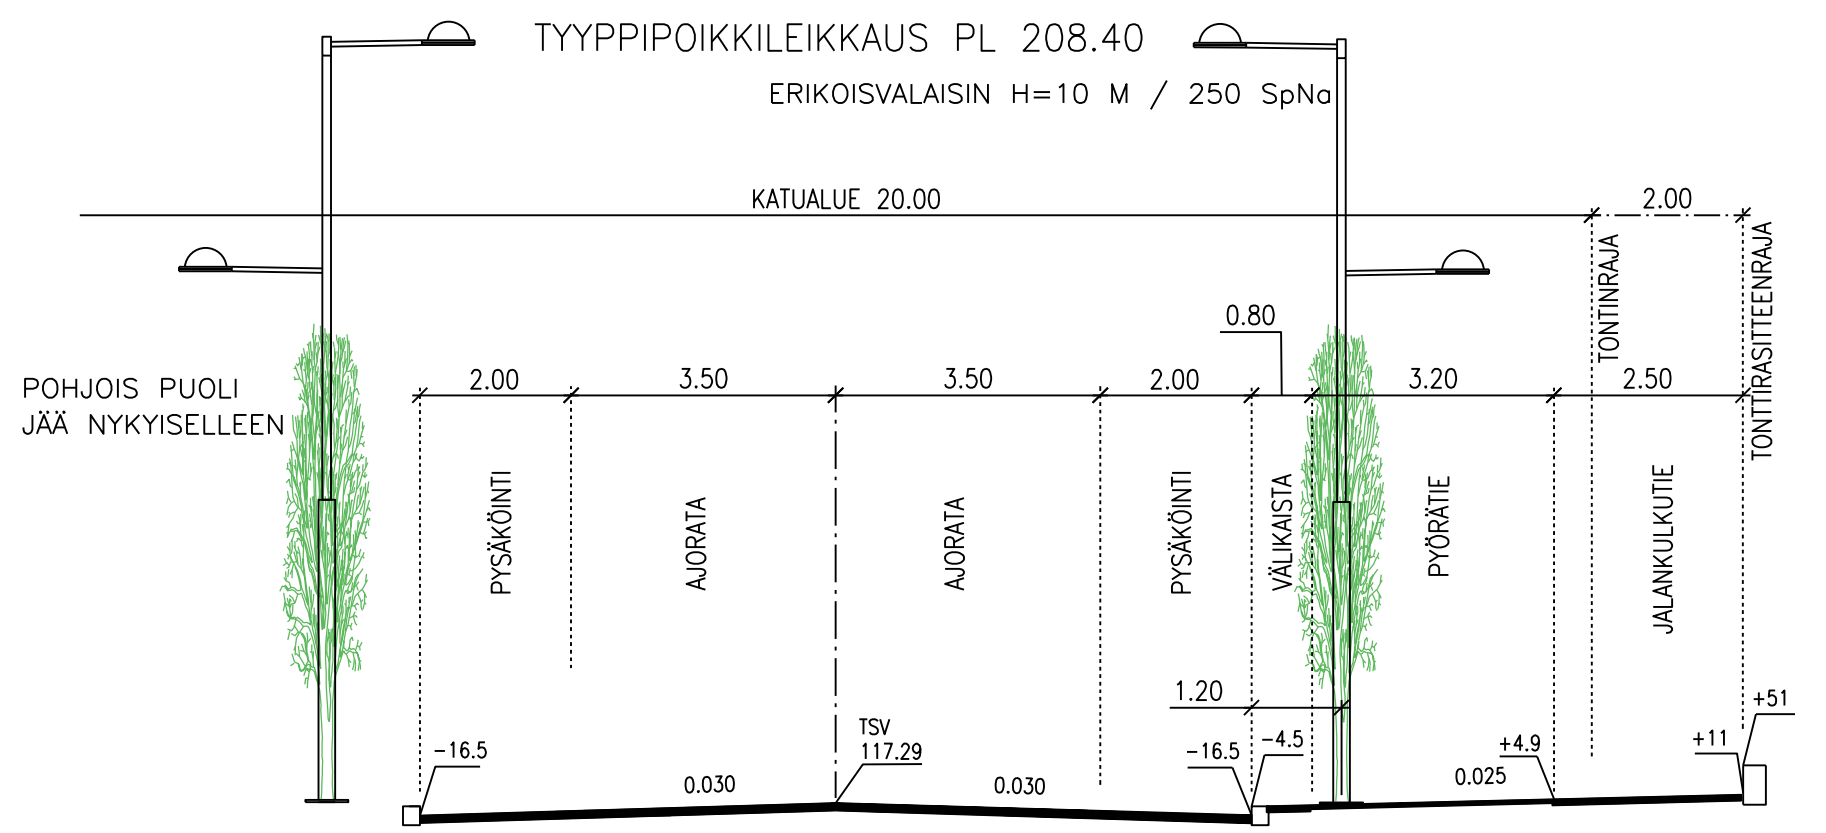 TYYPPIPOIKKILEIKKAUS PL 208.40
ERIKOISVALAISIN H=10 M / 250 SpNa
KATUALUE 20.00
2.00
TONTINRAJA
TONTTIRASITTEENRAJA
0.80
POHJOIS PUOLI
JÄÄ NYKYISELLEEN
2.00
3.50
3.50
2.00
3.20
2.50
PYSÄKÖINTI
AJORATA
AJORATA
PYSÄKÖINTI
VÄLIKAISTA
PYÖRÄTIE
JALANKULKUTIE
1.20
-16.5
TSV
117.29
-16.5
-4.5
+4.9
+11
+51
0.030
0.030
0.025